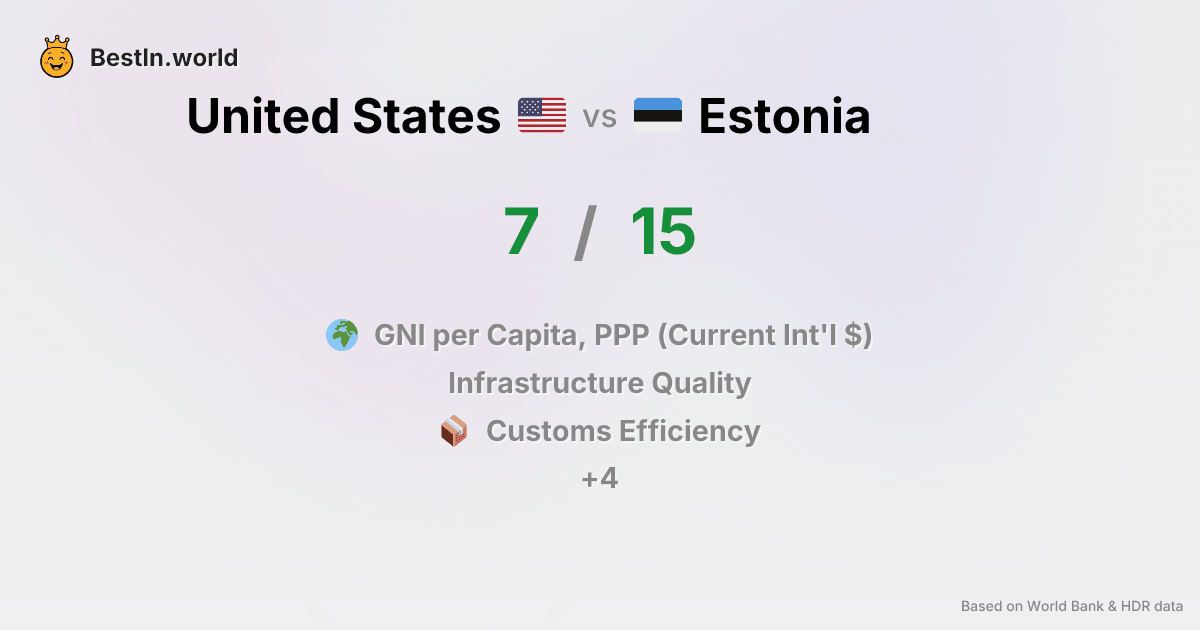 BestIn.world
United States vs Estonia
7 / 15
GNI per Capita, PPP (Current Int'l $)
Infrastructure Quality
Customs Efficiency
+4
Based on World Bank & HDR data